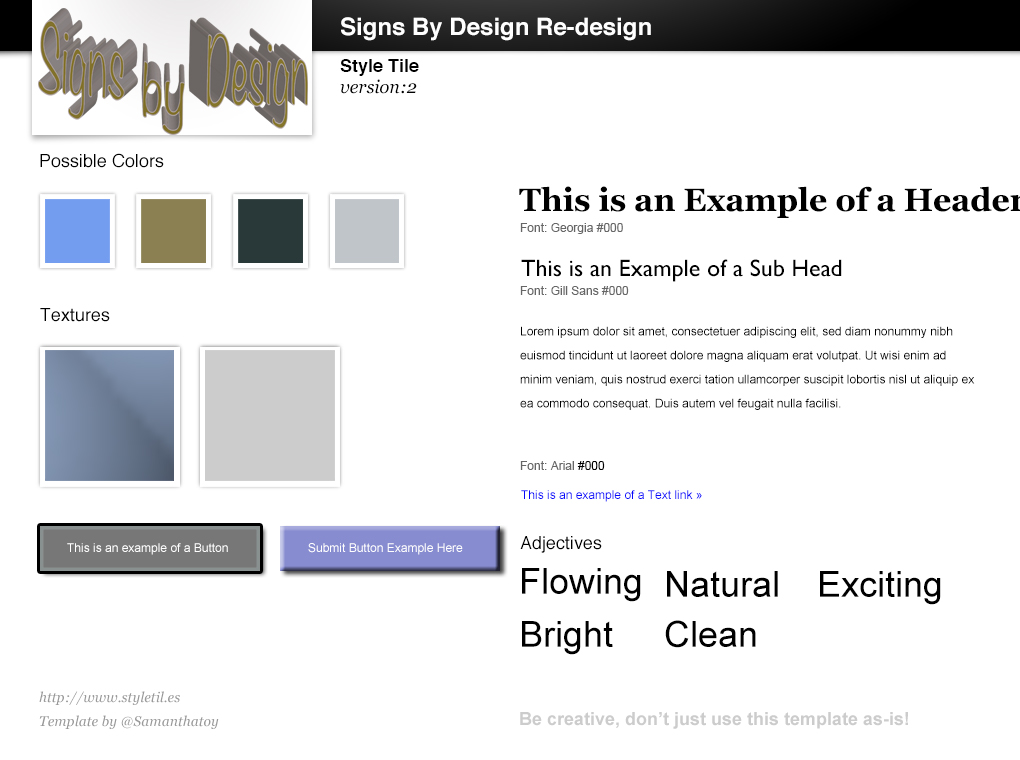 Signs by Design
Signs By Design Re-design
Style Tile
version:2
Possible Colors
Textures
This is an example of a Button
Submit Button Example Here
http://www.styletil.es
Template by @Samanthatoy
This is an Example of a Header
Font: Georgia #000
This is an Example of a Sub Head
Font: Gill Sans #000
Lorem ipsum dolor sit amet, consectetuer adipiscing elit, sed diam nonummy nibh
euismod tincidunt ut laoreet dolore magna aliquam erat volutpat. Ut wisi enim ad
minim veniam, quis nostrud exerci tation ullamcorper suscipit lobortis nisl ut aliquip ex
ea commodo consequat. Duis autem vel feugait nulla facilisi.
Font: Arial #000
This is an example of a Text link »
Adjectives
Flowing Natural Exciting
Bright Clean
Be creative, don’t just use this template as-is!